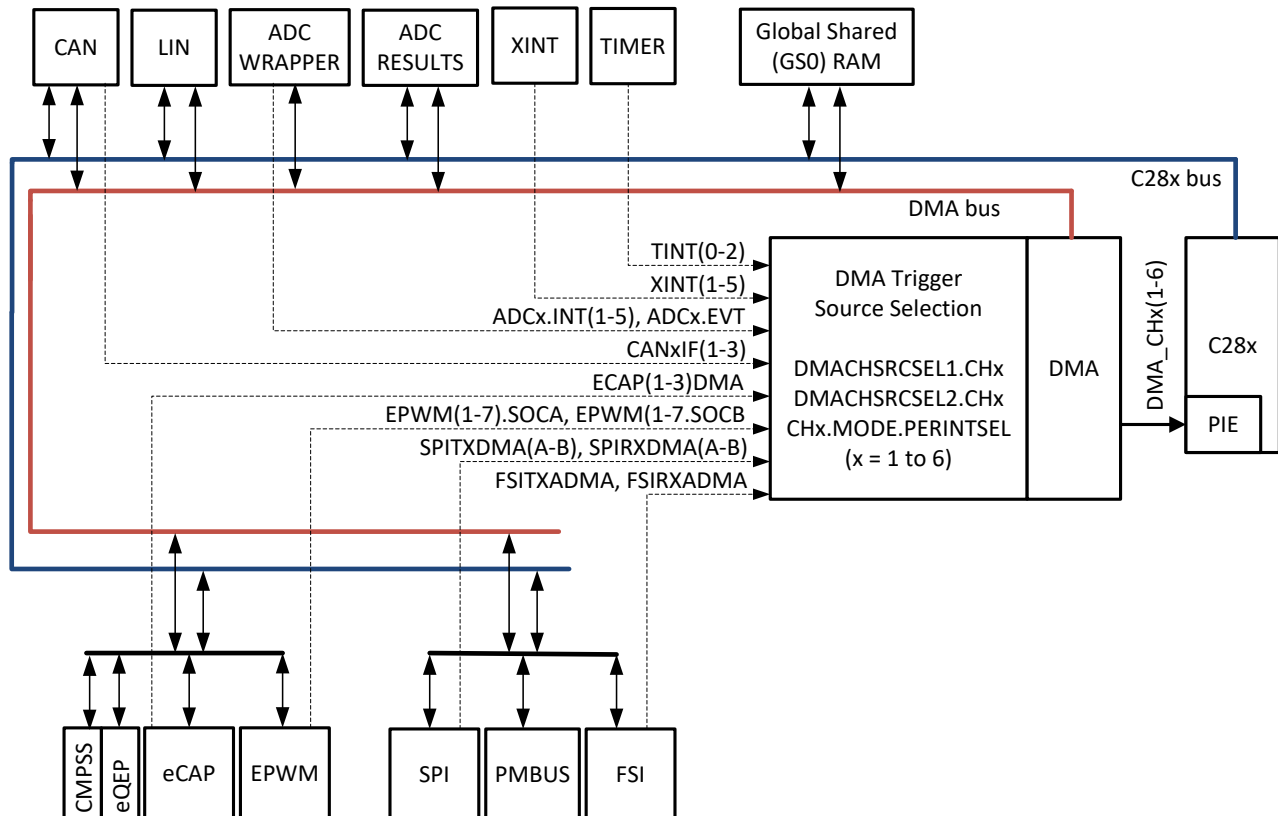 CAN
LIN
ADC
WRAPPER
ADC
RESULTS
XINT
TIMER
Global Shared
(GS0) RAM
C28x bus
DMA bus
TINT(0-2)
XINT(1-5)
ADCx.INT(1-5), ADCx.EVT
CANxIF(1-3)
ECAP(1-3)DMA
EPWM(1-7).SOCA, EPWM(1-7.SOCB
SPITXDMA(A-B), SPIRXDMA(A-B)
FSITXADMA, FSIRXADMA
DMA Trigger
Source Selection
DMACHSRCSEL1.CHx
DMACHSRCSEL2.CHx
CHx.MODE.PERINTSEL
(x = 1 to 6)
DMA
DMA_CHx(1-6)
C28x
PIE
CMPSS
eQEP
eCAP
EPWM
SPI
PMBUS
FSI